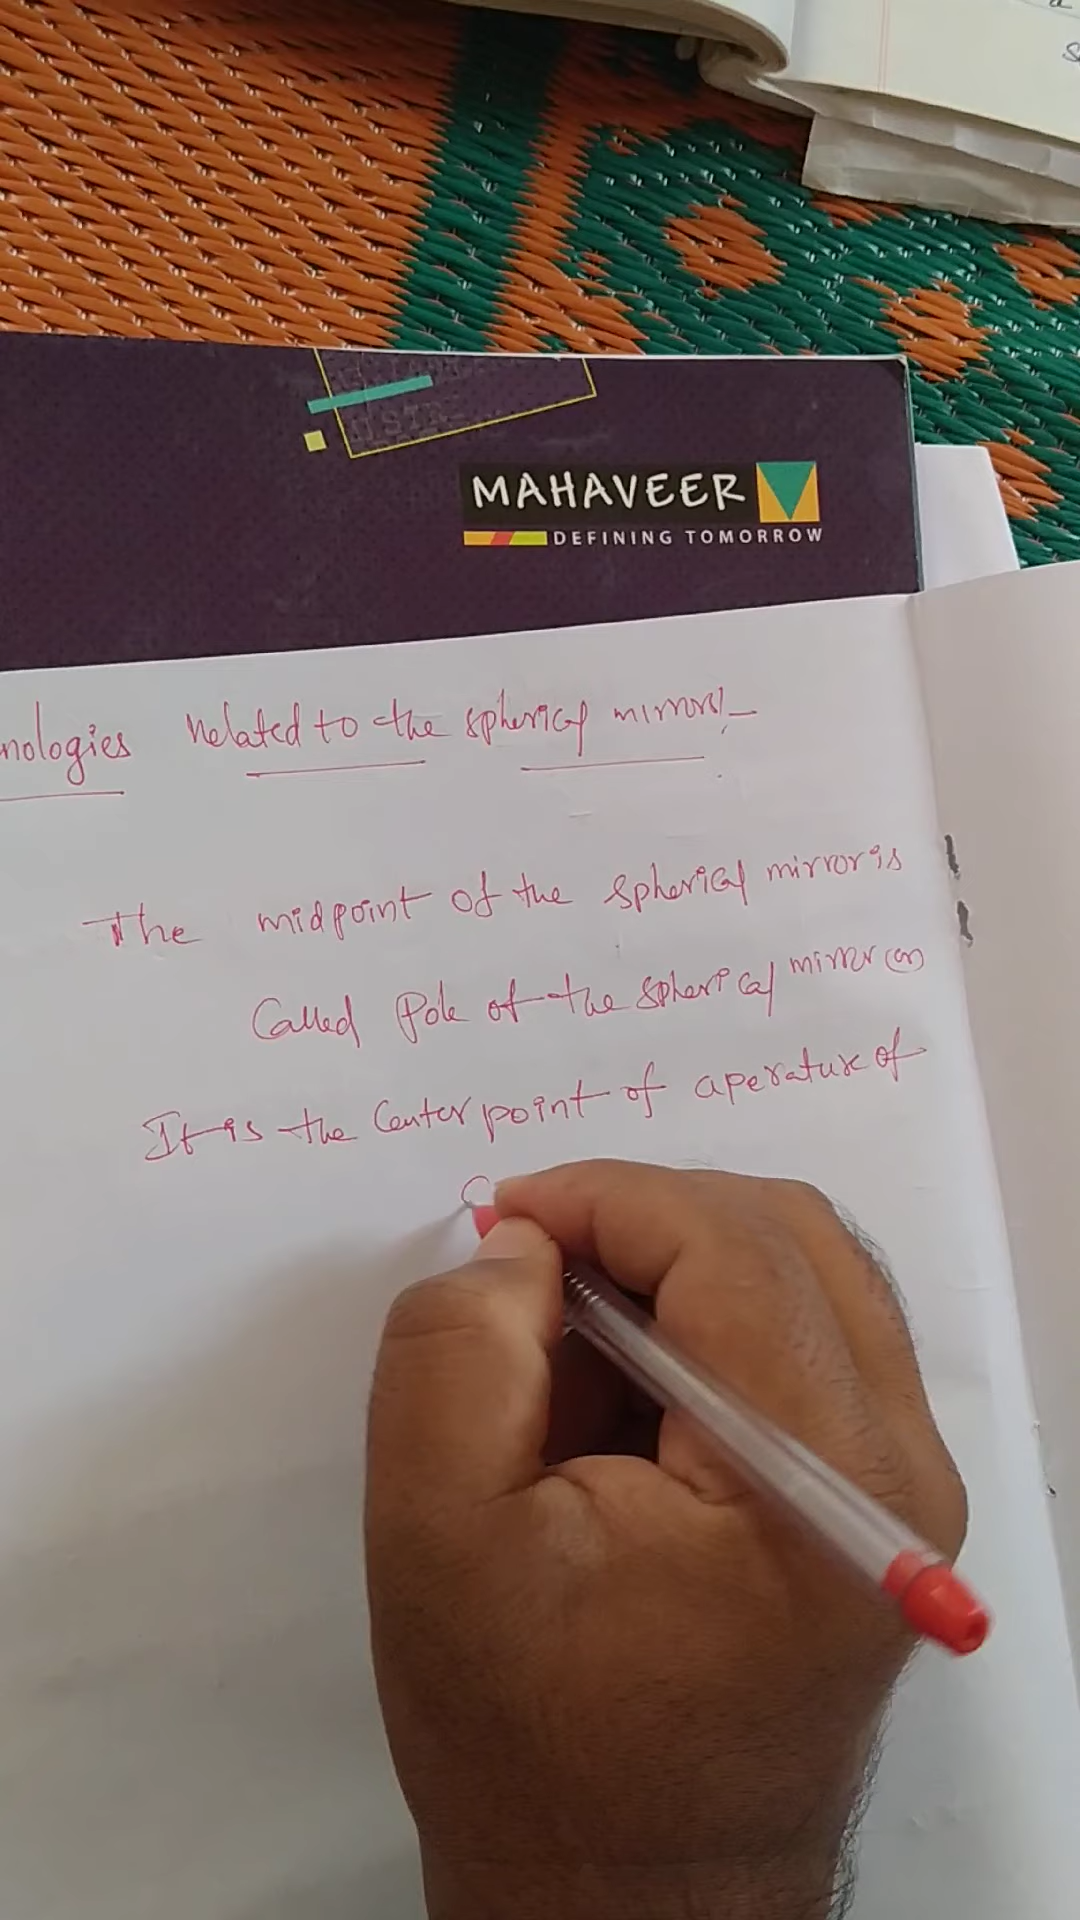 MAHAVEER
DEFINING TOMORROW
nologies related to the spherical mirrors!-
The midpoint of the spherical mirror is
Called Pole of the spherical mirror (or)
It is the Center point of aperature of